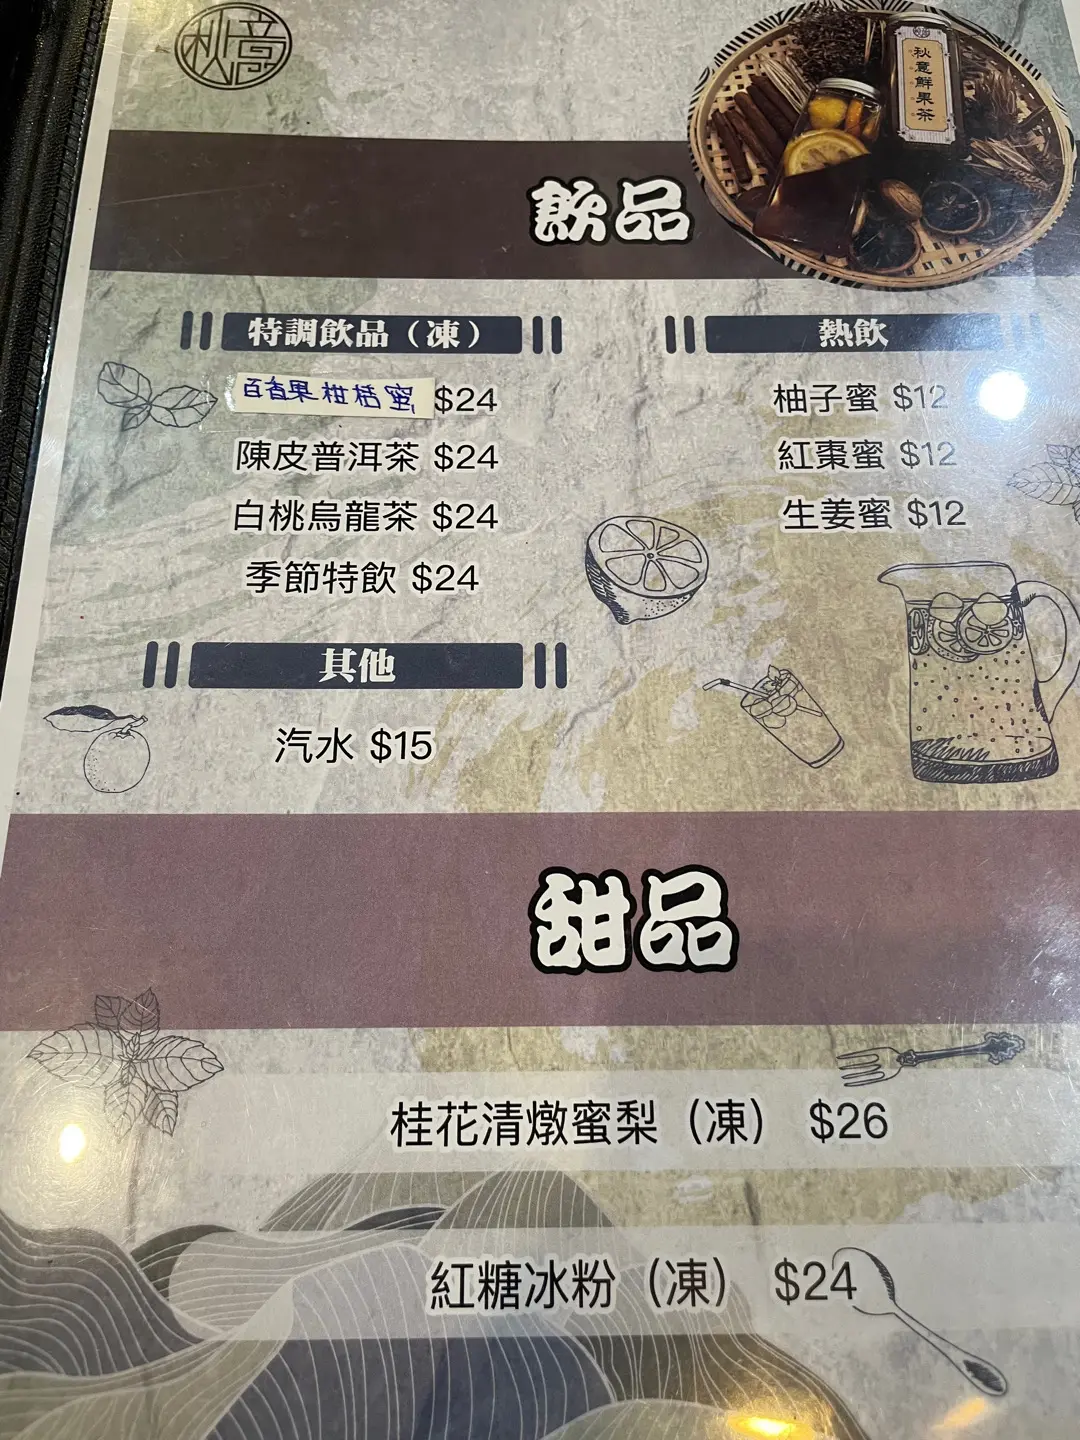 秋意
秋意鮮果茶
飲品
特調飲品（凍）
百香果柑桔蜜 $24
陳皮普洱茶 $24
白桃烏龍茶 $24
季節特飲 $24
熱飲
柚子蜜 $12
紅棗蜜 $12
生姜蜜 $12
其他
汽水 $15
甜品
桂花清燉蜜梨（凍） $26
紅糖冰粉（凍） $24